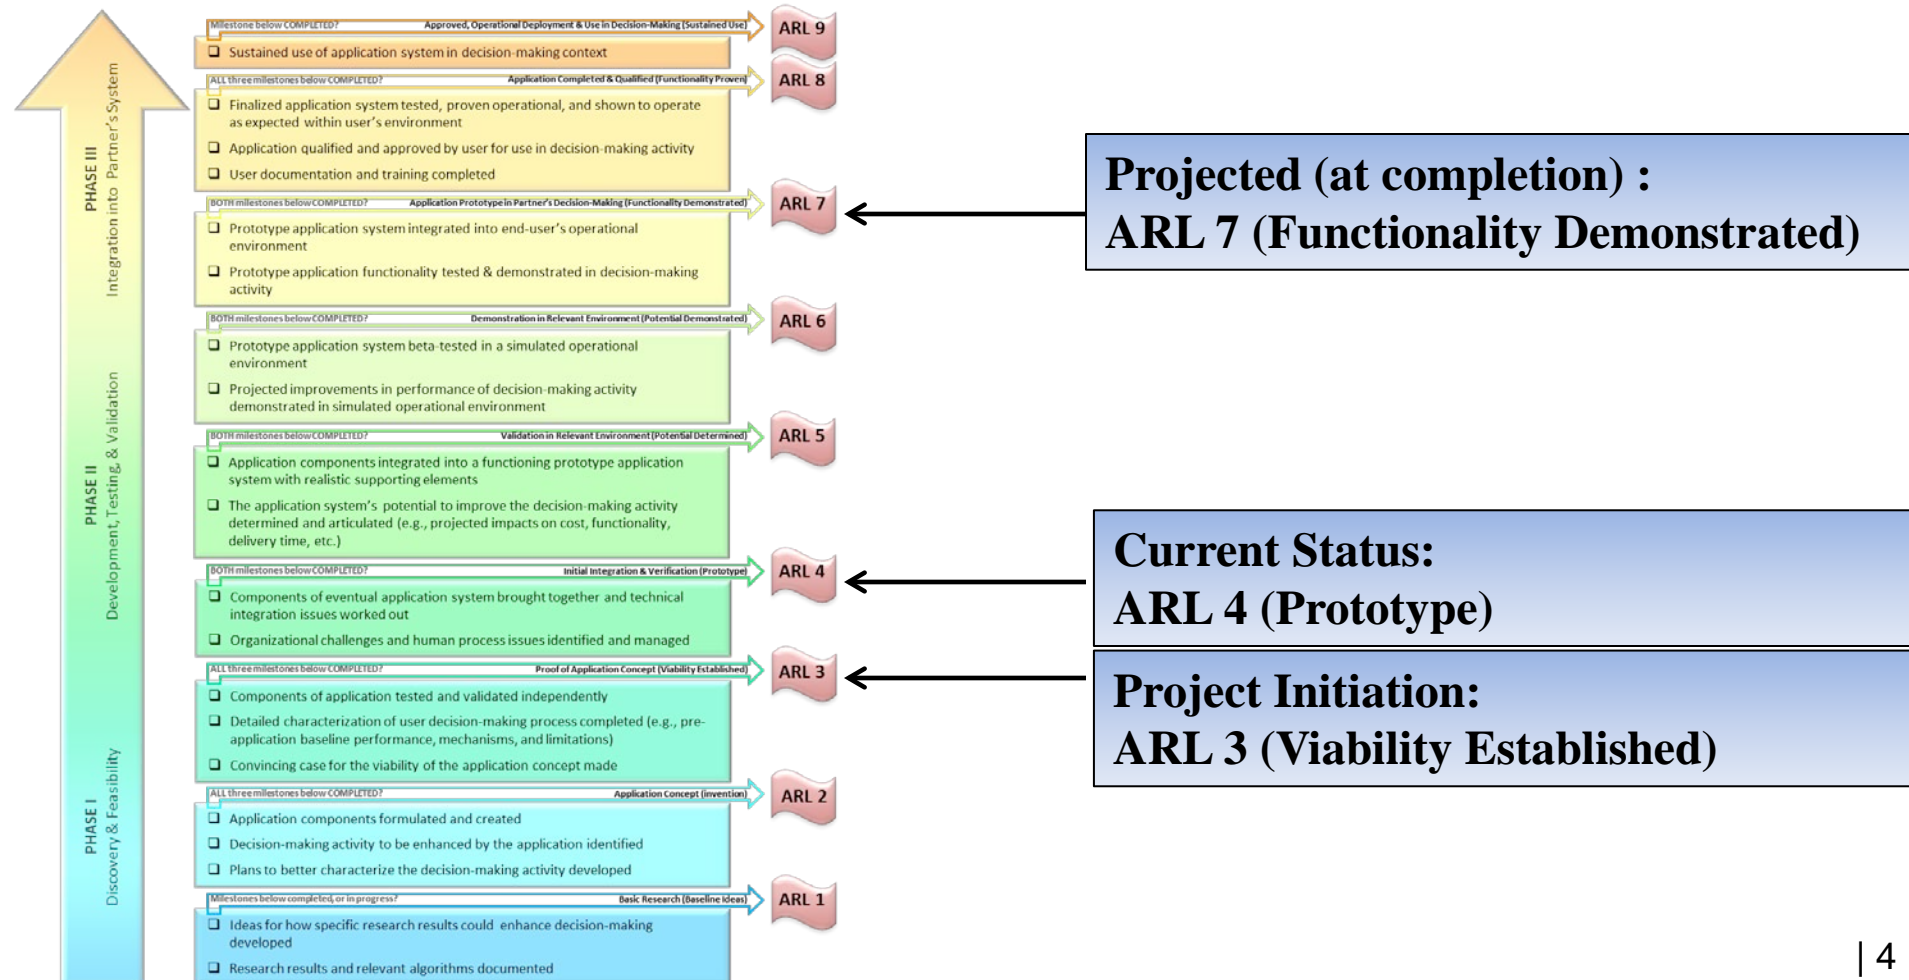 Milestone below COMPLETED?
Approved, Operational Deployment & Use in Decision-Making (Sustained Use)
ARL 9
❑ Sustained use of application system in decision-making context
ALL three milestones below COMPLETED?
Application Completed & Qualified (Functionality Proven)
ARL 8
❑ Finalized application system tested, proven operational, and shown to operate
as expected within user's environment
❑ Application qualified and approved by user for use in decision-making activity
❑ User documentation and training completed
BOTH milestones below COMPLETED?
Application Prototype in Partner's Decision-Making (Functionality Demonstrated)
ARL 7
❑ Prototype application system integrated into end-user's operational
environment
❑ Prototype application functionality tested & demonstrated in decision-making
activity
BOTH milestones below COMPLETED?
Demonstration in Relevant Environment (Potential Demonstrated)
ARL 6
❑ Prototype application system beta-tested in a simulated operational
environment
❑ Projected improvements in performance of decision-making activity
demonstrated in simulated operational environment
BOTH milestones below COMPLETED?
Validation in Relevant Environment (Potential Determined)
ARL 5
❑ Application components integrated into a functioning prototype application
system with realistic supporting elements
❑ The application system's potential to improve the decision-making activity
determined and articulated (e.g., projected impacts on cost, functionality,
delivery time, etc.)
BOTH milestones below COMPLETED?
Initial Integration & Verification (Prototype)
ARL 4
❑ Components of eventual application system brought together and technical
integration issues worked out
❑ Organizational challenges and human process issues identified and managed
ALL three milestones below COMPLETED?
Proof of Application Concept (Viability Established)
ARL 3
❑ Components of application tested and validated independently
❑ Detailed characterization of user decision-making process completed (e.g., pre-
application baseline performance, mechanisms, and limitations)
❑ Convincing case for the viability of the application concept made
ALL three milestones below COMPLETED?
Application Concept (invention)
ARL 2
❑ Application components formulated and created
❑ Decision-making activity to be enhanced by the application identified
❑ Plans to better characterize the decision-making activity developed
Milestones below completed, or in progress?
Basic Research (Baseline Ideas)
ARL 1
❑ Ideas for how specific research results could enhance decision-making
developed
❑ Research results and relevant algorithms documented
PHASE III
Integration into Partner's System
PHASE II
Development, Testing, & Validation
PHASE I
Discovery & Feasibility
Projected (at completion) :
ARL 7 (Functionality Demonstrated)
Current Status:
ARL 4 (Prototype)
Project Initiation:
ARL 3 (Viability Established)
| 4